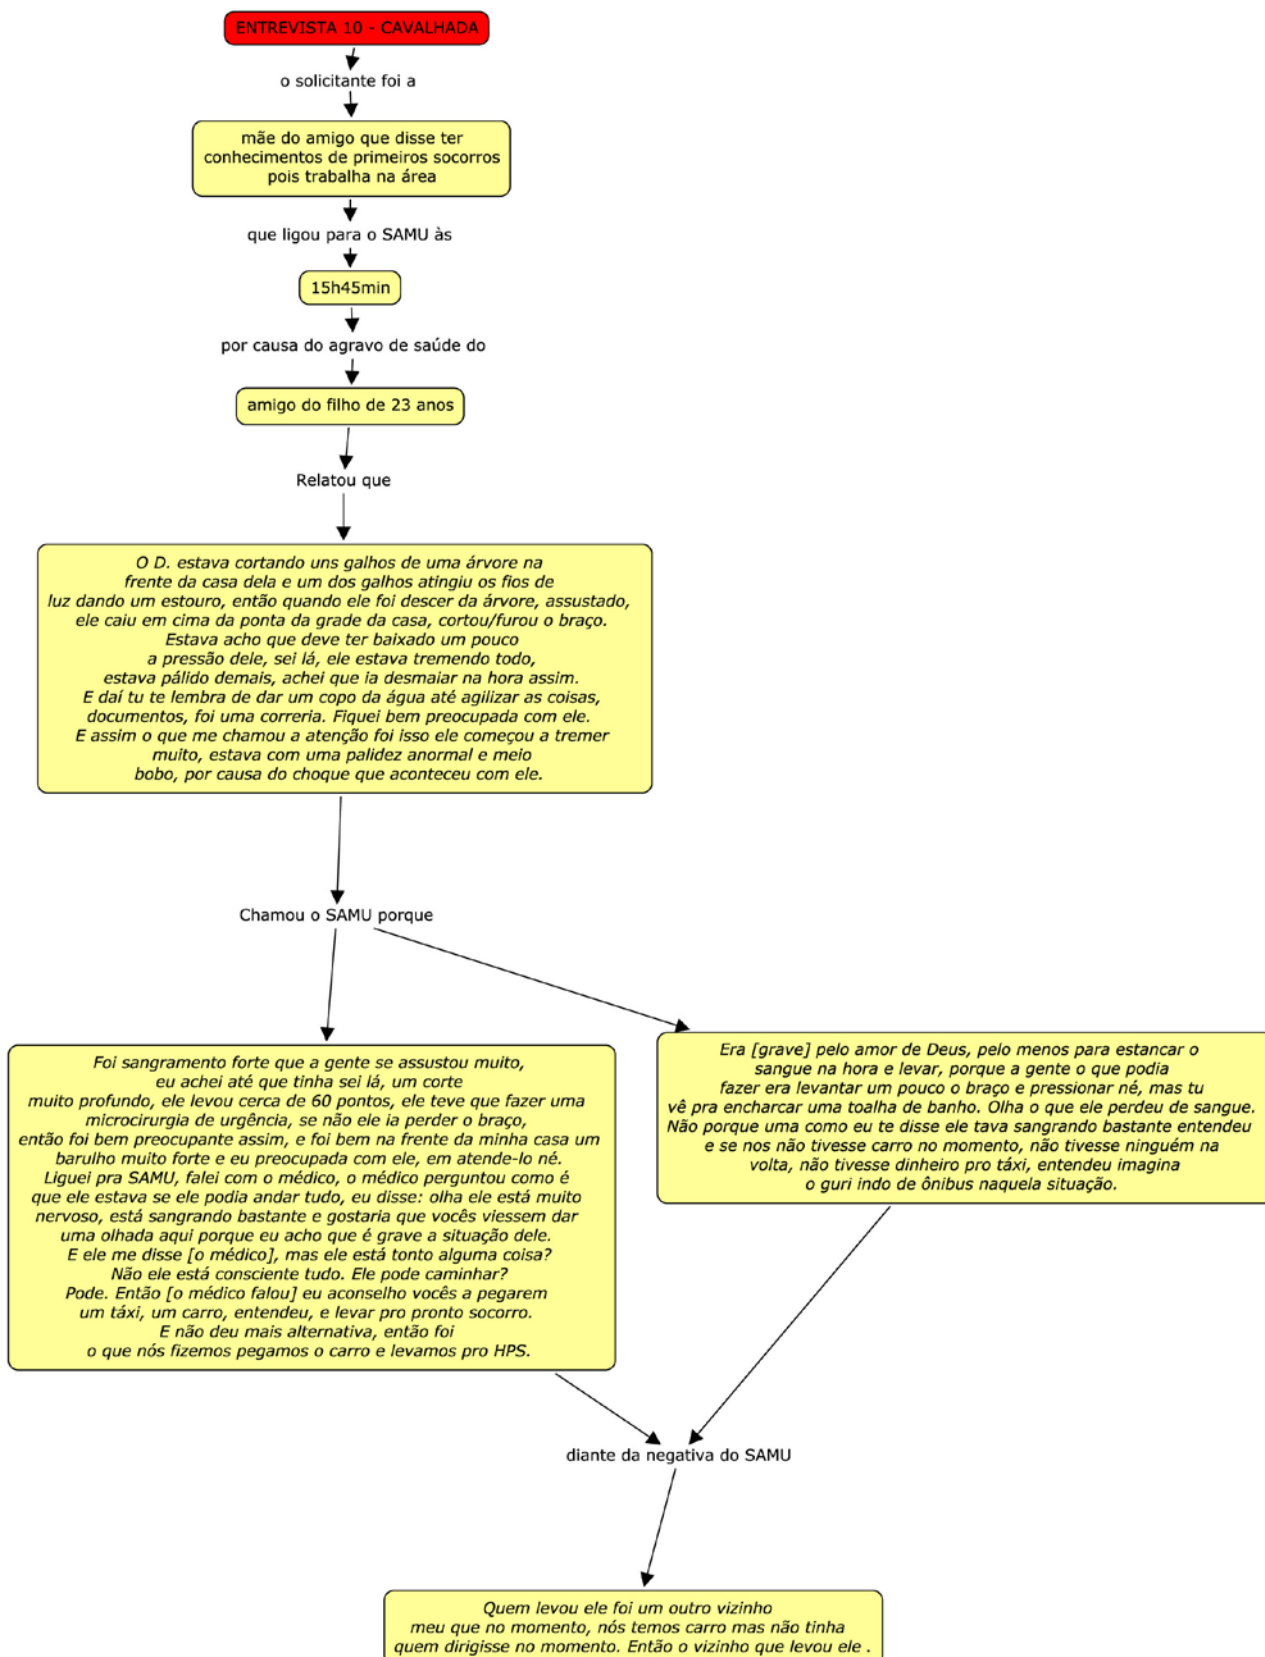 ENTREVISTA 10 - CAVALHADA
o solicitante foi a
mãe do amigo que disse ter
conhecimentos de primeiros socorros
pois trabalha na área
que ligou para o SAMU às
15h45min
por causa do agravo de saúde do
amigo do filho de 23 anos
Relatou que
O D. estava cortando uns galhos de uma árvore na
frente da casa dela e um dos galhos atingiu os fios de
luz dando um estouro, então quando ele foi descer da árvore, assustado,
ele caiu em cima da ponta da grade da casa, cortou/furou o braço.
Estava acho que deve ter baixado um pouco
a pressão dele, sei lá, ele estava tremendo todo,
estava pálido demais, achei que ia desmaiar na hora assim.
E daí tu te lembra de dar um copo da água até agilizar as coisas,
documentos, foi uma correria. Fiquei bem preocupada com ele.
E assim o que me chamou a atenção foi isso ele começou a tremer
muito, estava com uma palidez anormal e meio
bobo, por causa do choque que aconteceu com ele.
Chamou o SAMU porque
Foi sangramento forte que a gente se assustou muito,
eu achei até que tinha sei lá, um corte
muito profundo, ele levou cerca de 60 pontos, ele teve que fazer uma
microcirurgia de urgência, se não ele ia perder o braço,
então foi bem preocupante assim, e foi bem na frente da minha casa um
barulho muito forte e eu preocupada com ele, em atende-lo né.
Liguei pra SAMU, falei com o médico, o médico perguntou como é
que ele estava se ele podia andar tudo, eu disse: olha ele está muito
nervoso, está sangrando bastante e gostaria que vocês viessem dar
uma olhada aqui porque eu acho que é grave a situação dele.
E ele me disse [o médico], mas ele está tonto alguma coisa?
Não ele está consciente tudo. Ele pode caminhar?
Pode. Então [o médico falou] eu aconselho vocês a pegarem
um táxi, um carro, entendeu, e levar pro pronto socorro.
E não deu mais alternativa, então foi
o que nós fizemos pegamos o carro e levamos pro HPS.
Era [grave] pelo amor de Deus, pelo menos para estancar o
sangue na hora e levar, porque a gente o que podia
fazer era levantar um pouco o braço e pressionar né, mas tu
vê pra encharcar uma toalha de banho. Olha o que ele perdeu de sangue.
Não porque uma como eu te disse ele tava sangrando bastante entendeu
e se nos não tivesse carro no momento, não tivesse ninguém na
volta, não tivesse dinheiro pro táxi, entendeu imagina
o guri indo de ônibus naquela situação.
diante da negativa do SAMU
Quem levou ele foi um outro vizinho
meu que no momento, nós temos carro mas não tinha
quem dirigisse no momento. Então o vizinho que levou ele .